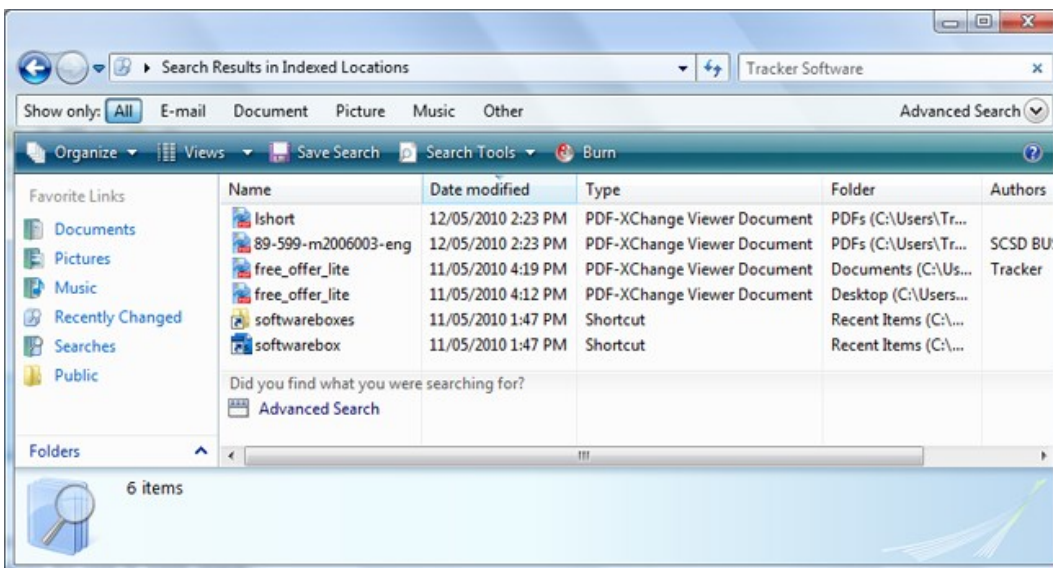 Search Results in Indexed Locations Tracker Software
Show only: All E-mail Document Picture Music Other Advanced Search
Organize Views Save Search Search Tools Burn
Favorite Links
Documents
Pictures
Music
Recently Changed
Searches
Public
Folders
Name Date modified Type Folder Authors
lshort 12/05/2010 2:23 PM PDF-XChange Viewer Document PDFs (C:\Users\Tr...
89-599-m2006003-eng 12/05/2010 2:23 PM PDF-XChange Viewer Document PDFs (C:\Users\Tr... SCSD BU
free_offer_lite 11/05/2010 4:19 PM PDF-XChange Viewer Document Documents (C:\Us... Tracker
free_offer_lite 11/05/2010 4:12 PM PDF-XChange Viewer Document Desktop (C:\Users...
softwareboxes 11/05/2010 1:47 PM Shortcut Recent Items (C:\...
softwarebox 11/05/2010 1:47 PM Shortcut Recent Items (C:\...
Did you find what you were searching for?
Advanced Search
6 items